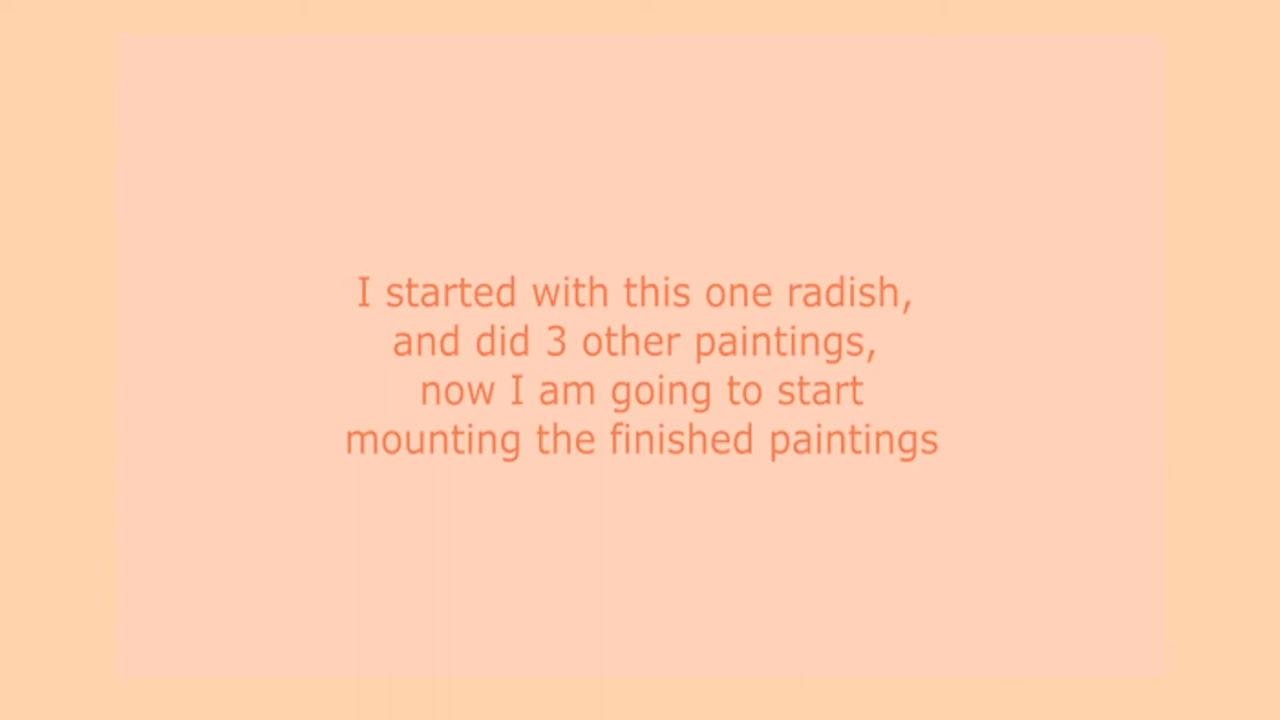 I started with this one radish,
and did 3 other paintings,
now I am going to start
mounting the finished paintings